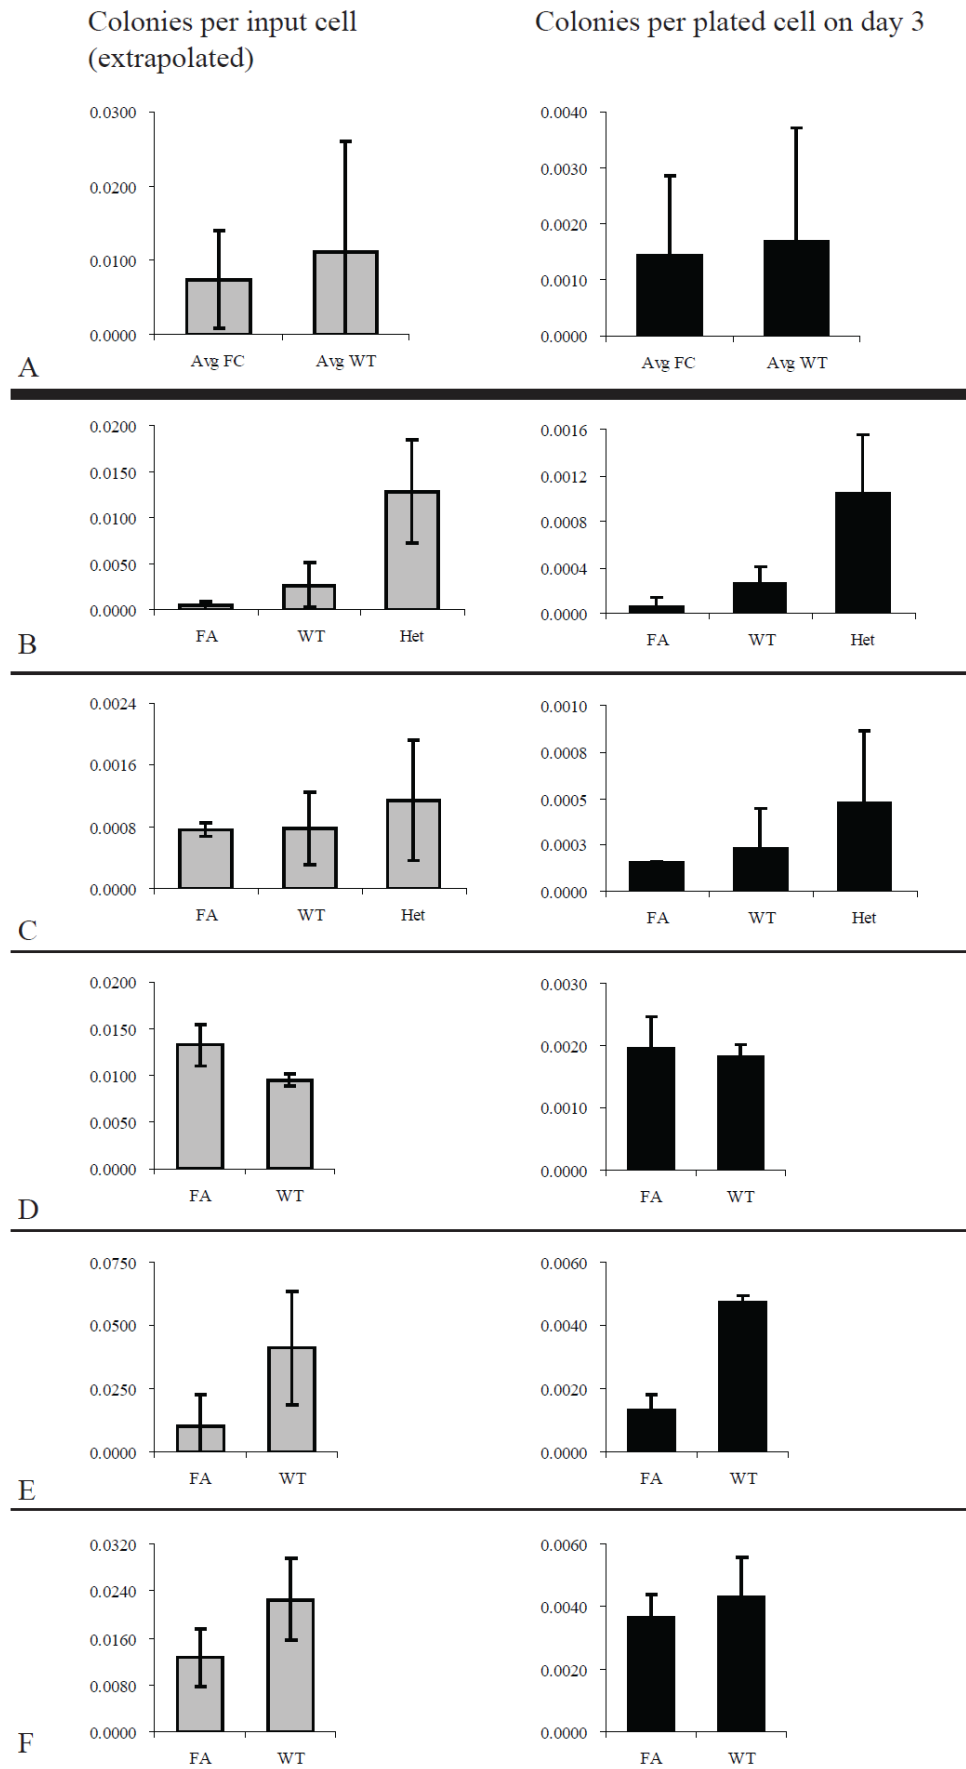 Colonies per input cell
(extrapolated)
Colonies per plated cell on day 3
0.0300
0.0200
0.0100
0.0000
Avg FC Avg WT
0.0040
0.0030
0.0020
0.0010
0.0000
Avg FC Avg WT
A
0.0200
0.0150
0.0100
0.0050
0.0000
FA WT Het
0.0016
0.0012
0.0008
0.0004
0.0000
FA WT Het
B
0.0024
0.0016
0.0008
0.0000
FA WT Het
0.0010
0.0008
0.0005
0.0003
0.0000
FA WT Het
C
0.0200
0.0150
0.0100
0.0050
0.0000
FA WT
0.0030
0.0020
0.0010
0.0000
FA WT
D
0.0750
0.0500
0.0250
0.0000
FA WT
0.0060
0.0040
0.0020
0.0000
FA WT
E
0.0320
0.0240
0.0160
0.0080
0.0000
FA WT
0.0060
0.0040
0.0020
0.0000
FA WT
F